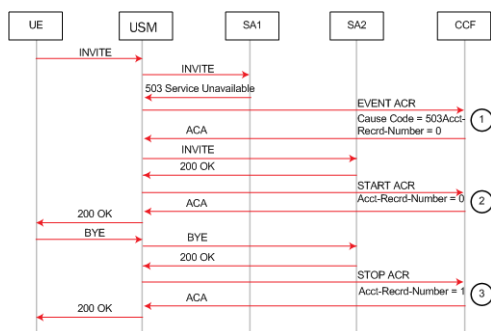 UE USM SA1 SA2 CCF
INVITE
INVITE
503 Service Unavailable
EVENT ACR
Cause Code = 503Acct-
Recrd-Number = 0
1
ACA
INVITE
200 OK
START ACR
Acct-Recrd-Number = 0
2
ACA
200 OK
BYE
BYE
200 OK
STOP ACR
Acct-Recrd-Number = 1
3
ACA
200 OK